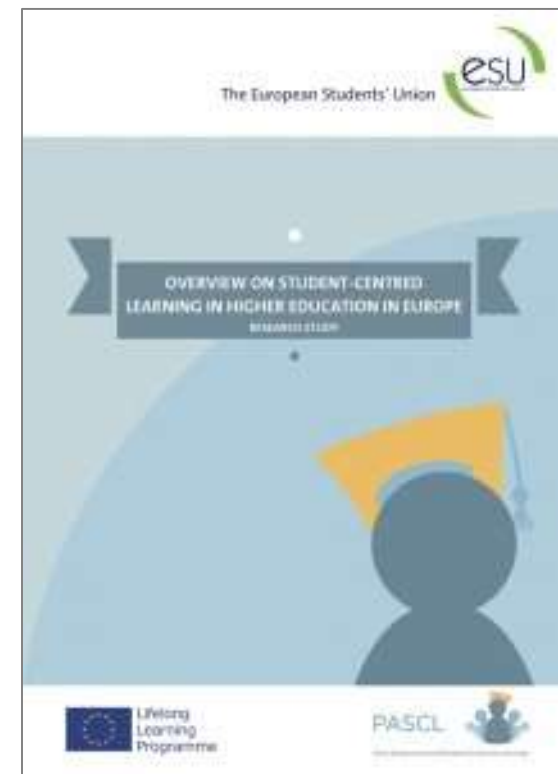 The European Students' Union
esu
OVERVIEW ON STUDENT-CENTRED
LEARNING IN HIGHER EDUCATION IN EUROPE
RESEARCH STUDY
Lifelong
Learning
Programme
PASCL